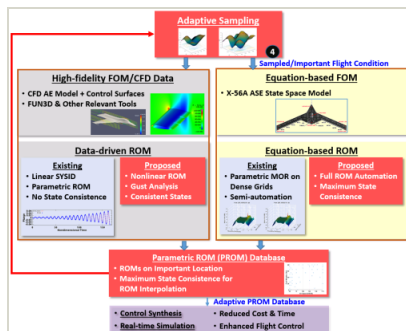 Adaptive Sampling
4
Sampled/Important Flight Condition
High-fidelity FOM/CFD Data
• CFD AE Model + Control Surfaces
• FUN3D & Other Relevant Tools
Equation-based FOM
• X-56A ASE State Space Model
Data-driven ROM
Existing
• Linear SYSID
• Parametric ROM
• No State Consistence
Proposed
• Nonlinear ROM
• Gust Analysis
• Consistent States
Equation-based ROM
Existing
• Parametric MOR on
Dense Grids
• Semi-automation
Proposed
• Full ROM Automation
• Maximum State
Consistence
Parametric ROM (PROM) Database
• ROMs on Important Location
• Maximum State Consistence for
ROM Interpolation
Adaptive PROM Database
• Control Synthesis
• Real-time Simulation
• Reduced Cost & Time
• Enhanced Flight Control